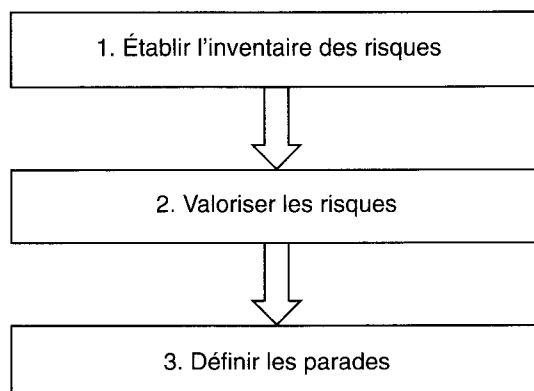 1. Établir l'inventaire des risques
2. Valoriser les risques
3. Définir les parades